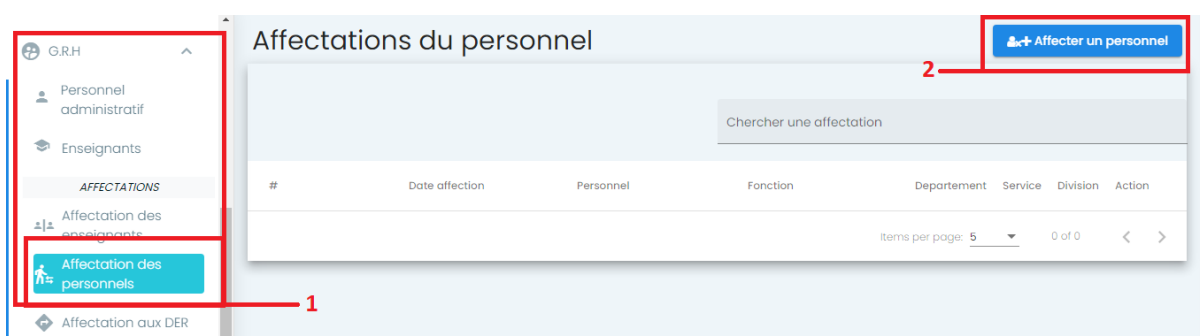 G.R.H
Personnel
administratif
Enseignants
AFFECTATIONS
Affectation des
enseignants
Affectation des
personnels
Affectation aux DER
1
Affectations du personnel
Affecter un personnel
2
Chercher une affectation
# Date affection Personnel Fonction Departement Service Division Action
Items per page: 5 0 of 0